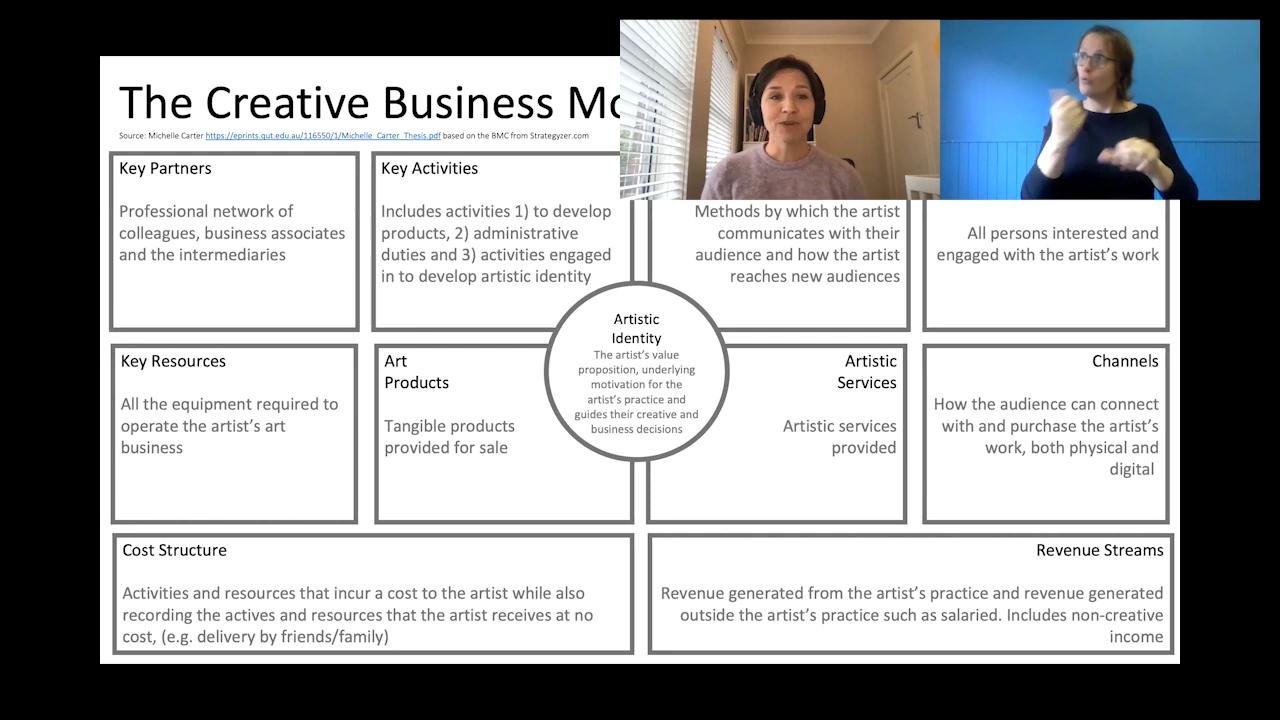 The Creative Business Mo
Source: Michelle Carter https://eprints.qut.edu.au/116550/1/Michelle_Carter_Thesis.pdf based on the BMC from Strategyzer.com
Key Partners
Professional network of
colleagues, business associates
and the intermediaries
Key Activities
Includes activities 1) to develop
products, 2) administrative
duties and 3) activities engaged
in to develop artistic identity
Methods by which the artist
communicates with their
audience and how the artist
reaches new audiences
All persons interested and
engaged with the artist's work
Artistic
Identity
The artist's value
proposition, underlying
motivation for the
artist's practice and
guides their creative and
business decisions
Key Resources
All the equipment required to
operate the artist's art
business
Art
Products
Tangible products
provided for sale
Artistic
Services
Artistic services
provided
Channels
How the audience can connect
with and purchase the artist's
work, both physical and
digital
Cost Structure
Activities and resources that incur a cost to the artist while also
recording the actives and resources that the artist receives at no
cost, (e.g. delivery by friends/family)
Revenue Streams
Revenue generated from the artist's practice and revenue generated
outside the artist's practice such as salaried. Includes non-creative
income